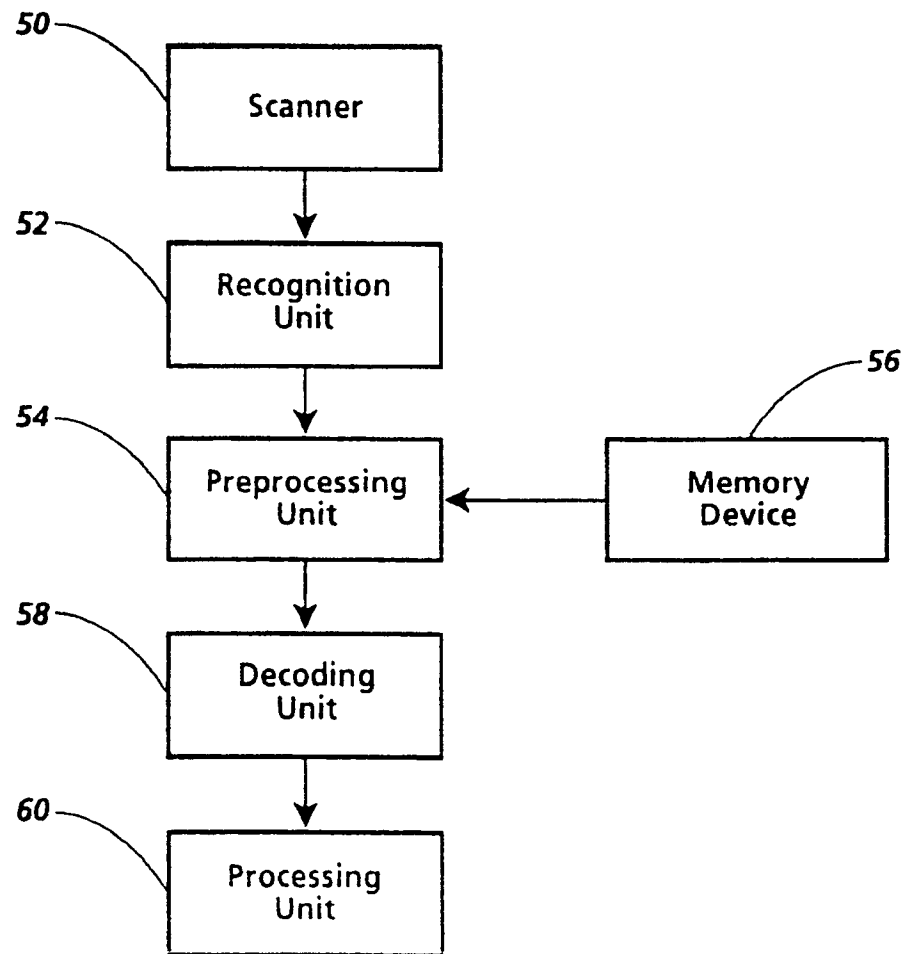 50
Scanner
52
Recognition
Unit
54
Preprocessing
Unit
56
Memory
Device
58
Decoding
Unit
60
Processing
Unit